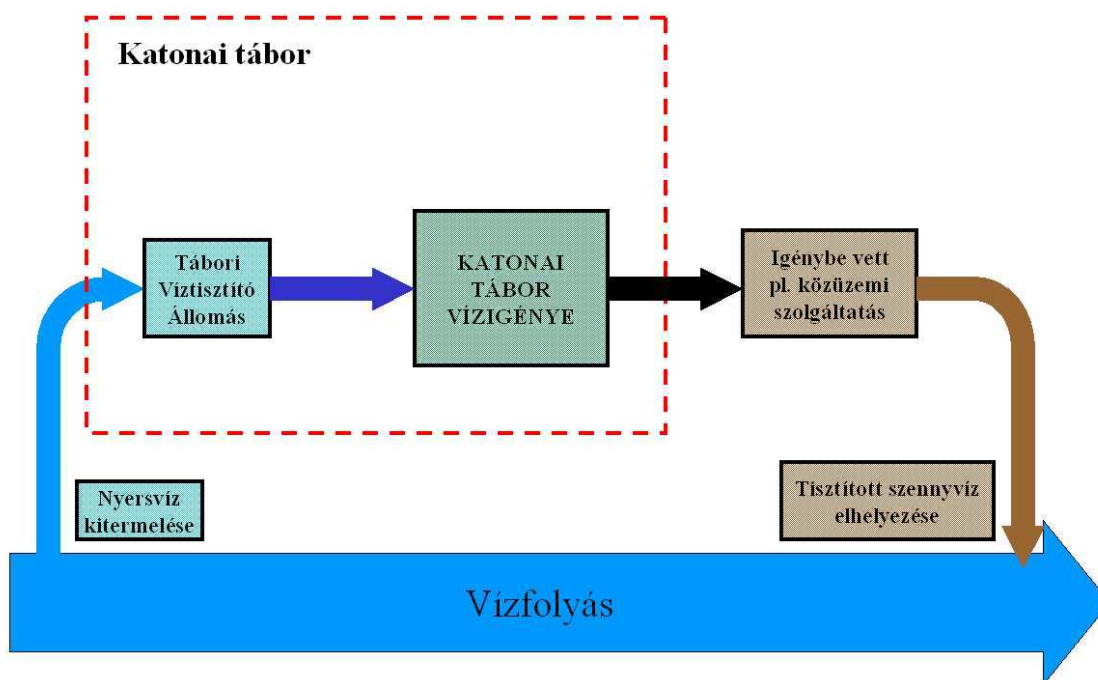 Katonai tábor
Tábori
Víztisztító
Állomás
KATONAI
TÁBOR
VÍZIGÉNYE
Igénybe vett
pl. közüzemi
szolgáltatás
Nyersvíz
kitermelése
Tisztított szennyvíz
elhelyezése
Vízfolyás